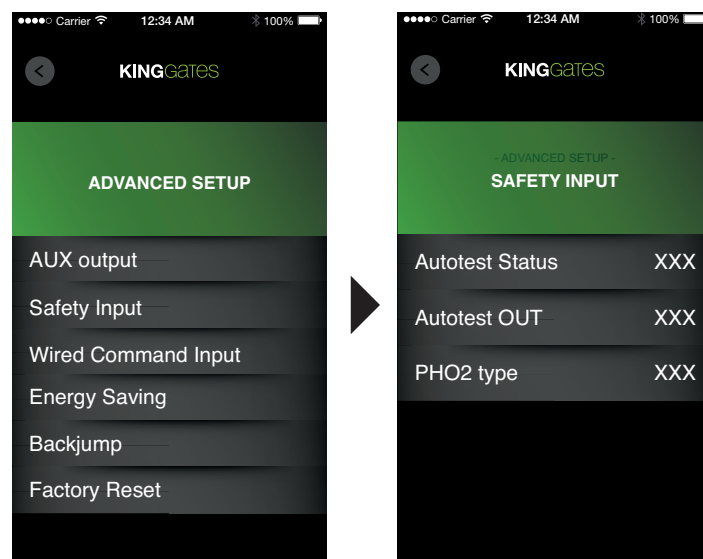 ●●●●○ Carrier 12:34 AM 100%
<
KINGGATES
ADVANCED SETUP
AUX output
Safety Input
Wired Command Input
Energy Saving
Backjump
Factory Reset
●●●●○ Carrier 12:34 AM 100%
<
KINGGATES
- ADVANCED SETUP -
SAFETY INPUT
Autotest Status XXX
Autotest OUT XXX
PHO2 type XXX